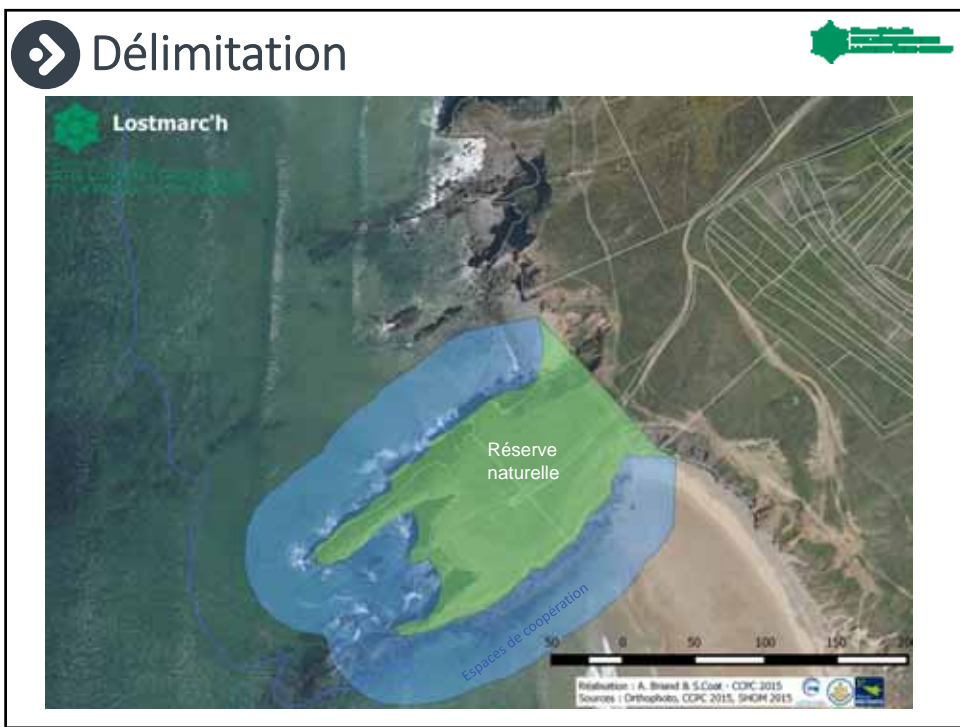 Délimitation
Lostmarc'h
Réserve
naturelle
Espaces de coopération
50 0 50 100 150
Réalisation : A. Briand & S.Coat - CCPC 2015
Sources : Orthophoto, CCPC 2015, SHOM 2015